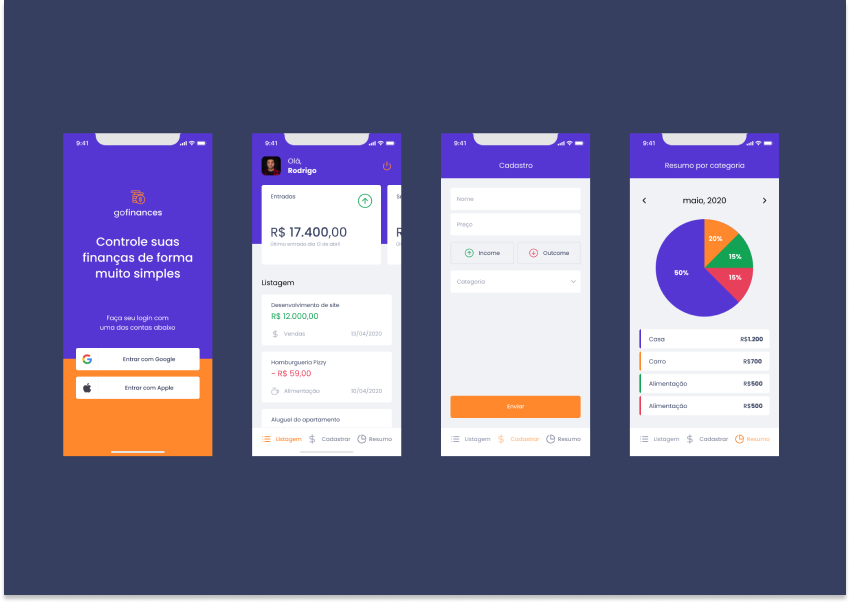 9:41
gofinances
Controle suas
finanças de forma
muito simples
Faça seu login com
uma das contas abaixo
Entrar com Google
Entrar com Apple
9:41
Olá,
Rodrigo
Entradas
R$ 17.400,00
Última entrada dia 13 de abril
Listagem
Desenvolvimento de site
R$ 12.000,00
Vendas 13/04/2020
Hamburgueria Pizzy
- R$ 59,00
Alimentação 10/04/2020
Aluguel do apartamento
Listagem Cadastrar Resumo
9:41
Cadastro
Nome
Preço
Income Outcome
Categoria
Enviar
Listagem Cadastrar Resumo
9:41
Resumo por categoria
maio, 2020
20%
15%
50%
15%
Casa R$1.200
Carro R$700
Alimentação R$500
Alimentação R$500
Listagem Cadastrar Resumo